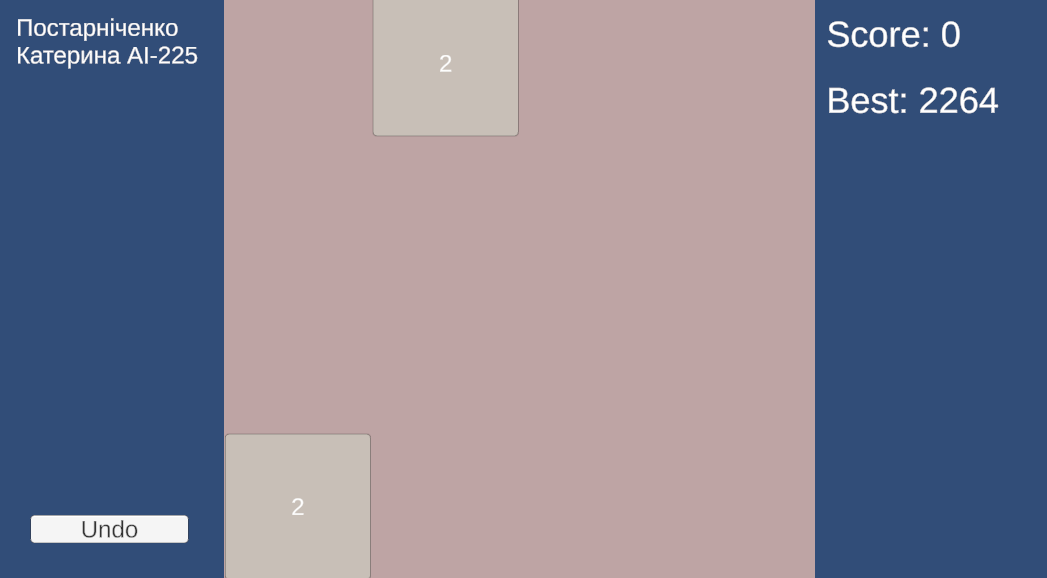 Постарніченко
Катерина АІ-225
2
Score: 0
Best: 2264
2
Undo